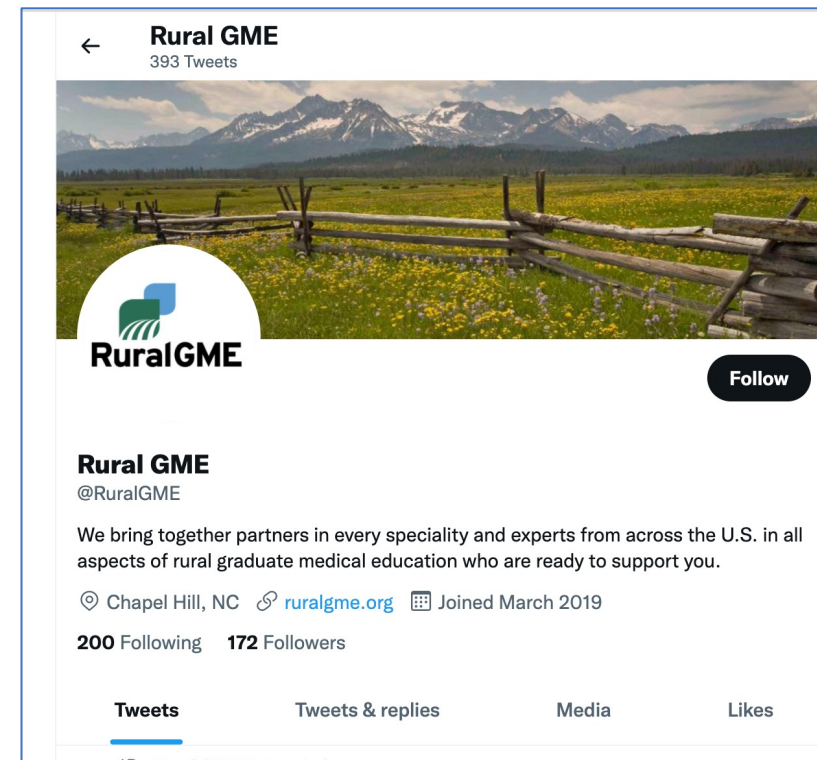 Rural GME
393 Tweets
RuralGME
Follow
Rural GME
@RuralGME
We bring together partners in every speciality and experts from across the U.S. in all
aspects of rural graduate medical education who are ready to support you.
Chapel Hill, NC ruralgme.org Joined March 2019
200 Following 172 Followers
Tweets Tweets & replies Media Likes